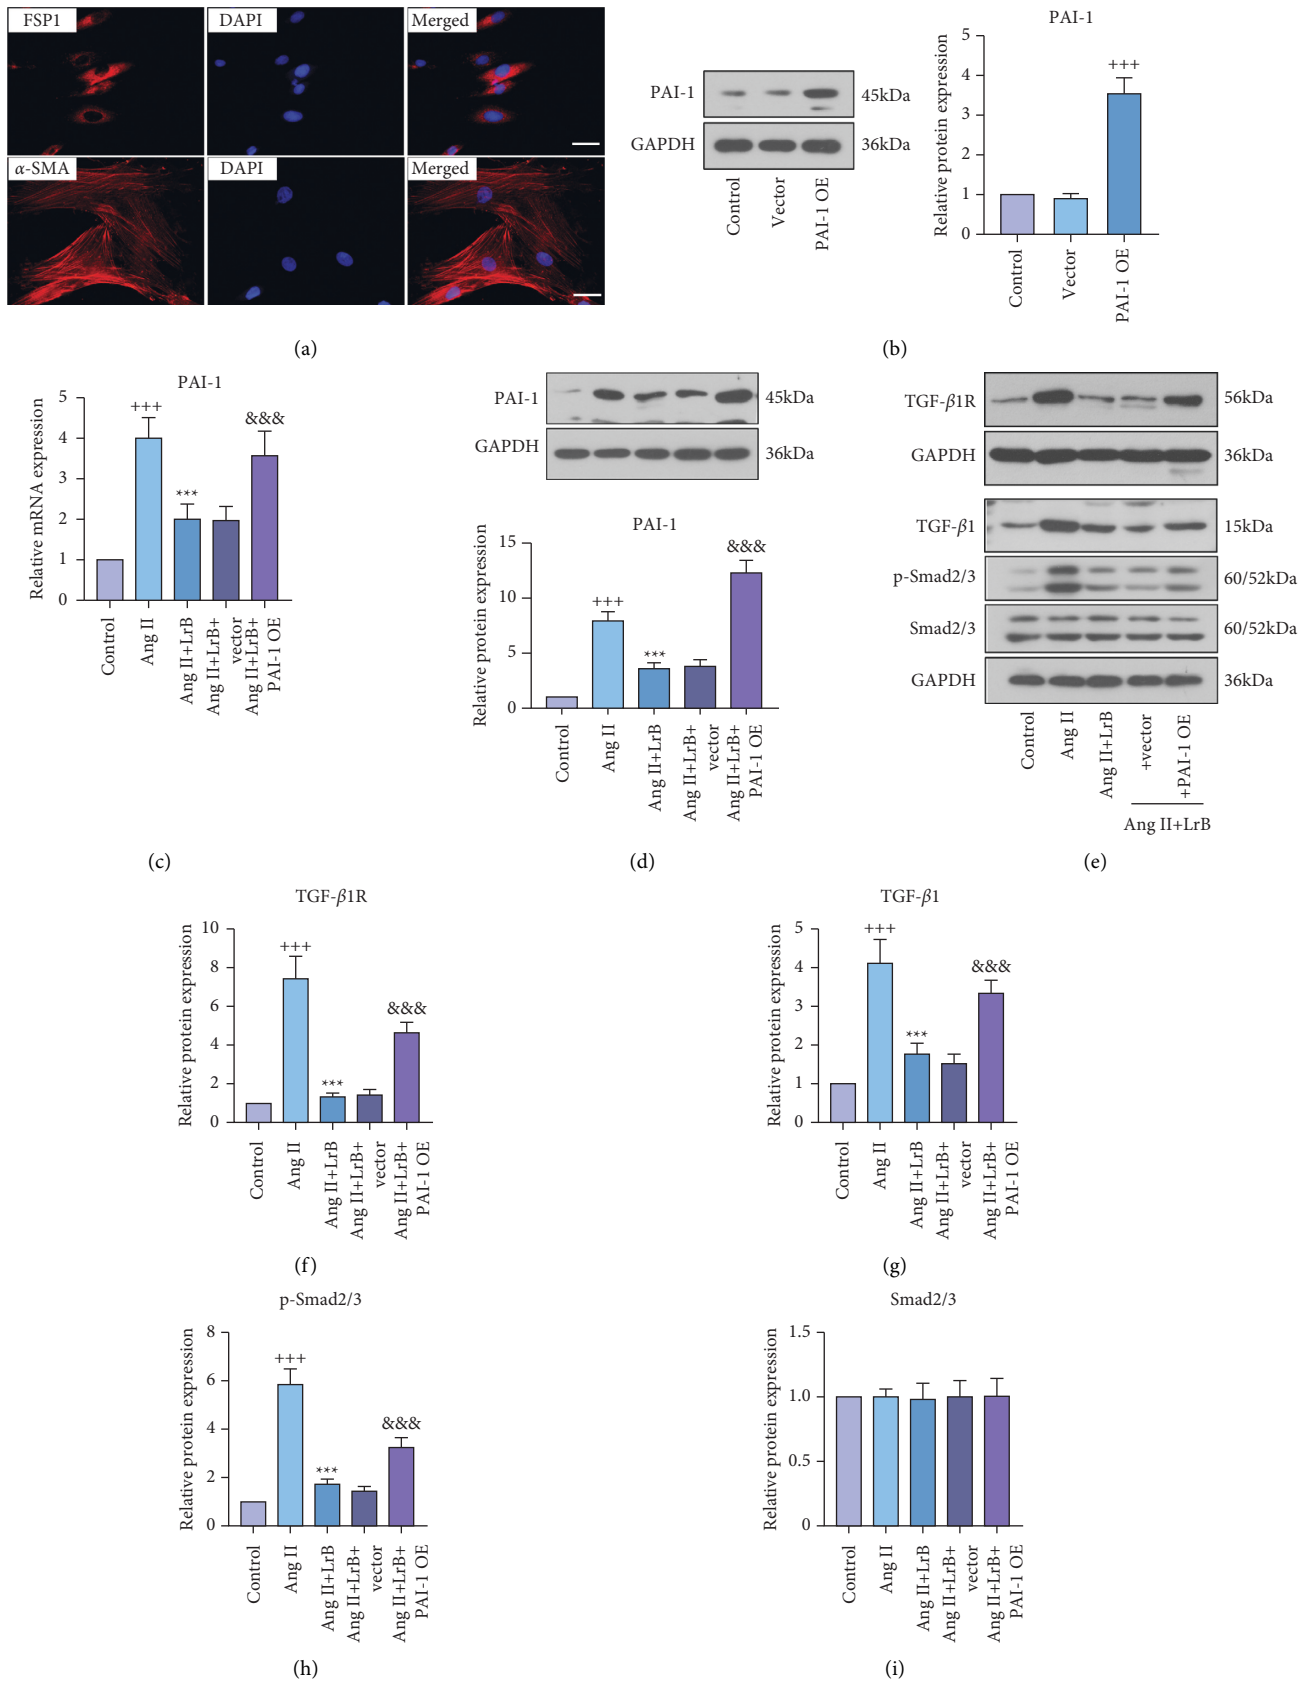 FSP1 DAPI Merged
α-SMA DAPI Merged
(a)
PAI-1 45kDa
GAPDH 36kDa
Control Vector PAI-1 OE
PAI-1
Relative protein expression
5
4
3
2
1
0
+++
Control Vector PAI-1 OE
(b)
PAI-1
Relative mRNA expression
5
4
3
2
1
0
+++ *** &&&
Control
Ang II
Ang II+LrB
Ang II+LrB+
vector
Ang II+LrB+
PAI-1 OE
(c)
PAI-1 45kDa
GAPDH 36kDa
PAI-1
Relative protein expression
15
10
5
0
+++ *** &&&
Control
Ang II
Ang II+LrB
Ang II+LrB+
vector
Ang II+LrB+
PAI-1 OE
(d)
TGF-β1R 56kDa
GAPDH 36kDa
TGF-β1 15kDa
p-Smad2/3 60/52kDa
Smad2/3 60/52kDa
GAPDH 36kDa
Control
Ang II
Ang II+LrB
+vector
+PAI-1 OE
Ang II+LrB
(e)
TGF-β1R
Relative protein expression
10
8
6
4
2
0
+++ *** &&&
Control
Ang II
Ang II+LrB
Ang II+LrB+
vector
Ang II+LrB+
PAI-1 OE
(f)
TGF-β1
Relative protein expression
5
4
3
2
1
0
+++ *** &&&
Control
Ang II
Ang II+LrB
Ang II+LrB+
vector
Ang II+LrB+
PAI-1 OE
(g)
p-Smad2/3
Relative protein expression
8
6
4
2
0
+++ *** &&&
Control
Ang II
Ang II+LrB
Ang II+LrB+
vector
Ang II+LrB+
PAI-1 OE
(h)
Smad2/3
Relative protein expression
1.5
1.0
0.5
0
Control
Ang II
Ang II+LrB
Ang II+LrB+
vector
Ang II+LrB+
PAI-1 OE
(i)